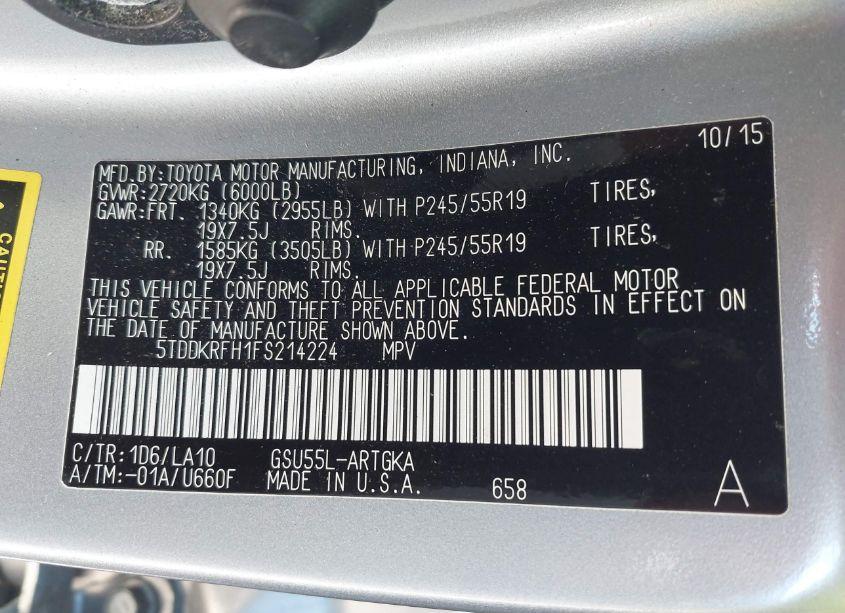 10/15
MFD.BY:TOYOTA MOTOR MANUFACTURING, INDIANA, INC.
GVWR:2720KG (6000LB)
GAWR:FRT. 1340KG (2955LB) WITH P245/55R19 TIRES,
19X7.5J RIMS.
RR. 1585KG (3505LB) WITH P245/55R19 TIRES,
19X7.5J RIMS.
THIS VEHICLE CONFORMS TO ALL APPLICABLE FEDERAL MOTOR
VEHICLE SAFETY AND THEFT PREVENTION STANDARDS IN EFFECT ON
THE DATE OF MANUFACTURE SHOWN ABOVE.
5TDDKRFH1FS214224 MPV
C/TR:1D6/LA10 GSU55L-ARTGKA
A/TM:-01A/U660F MADE IN U.S.A. 658 A